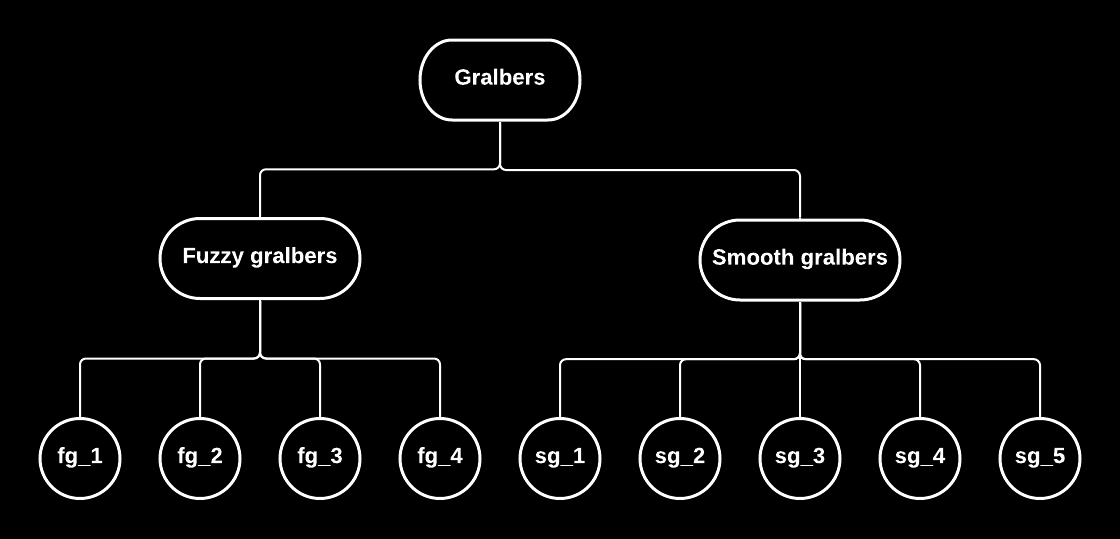 Gralbers
Fuzzy gralbers
Smooth gralbers
fg_1
fg_2
fg_3
fg_4
sg_1
sg_2
sg_3
sg_4
sg_5